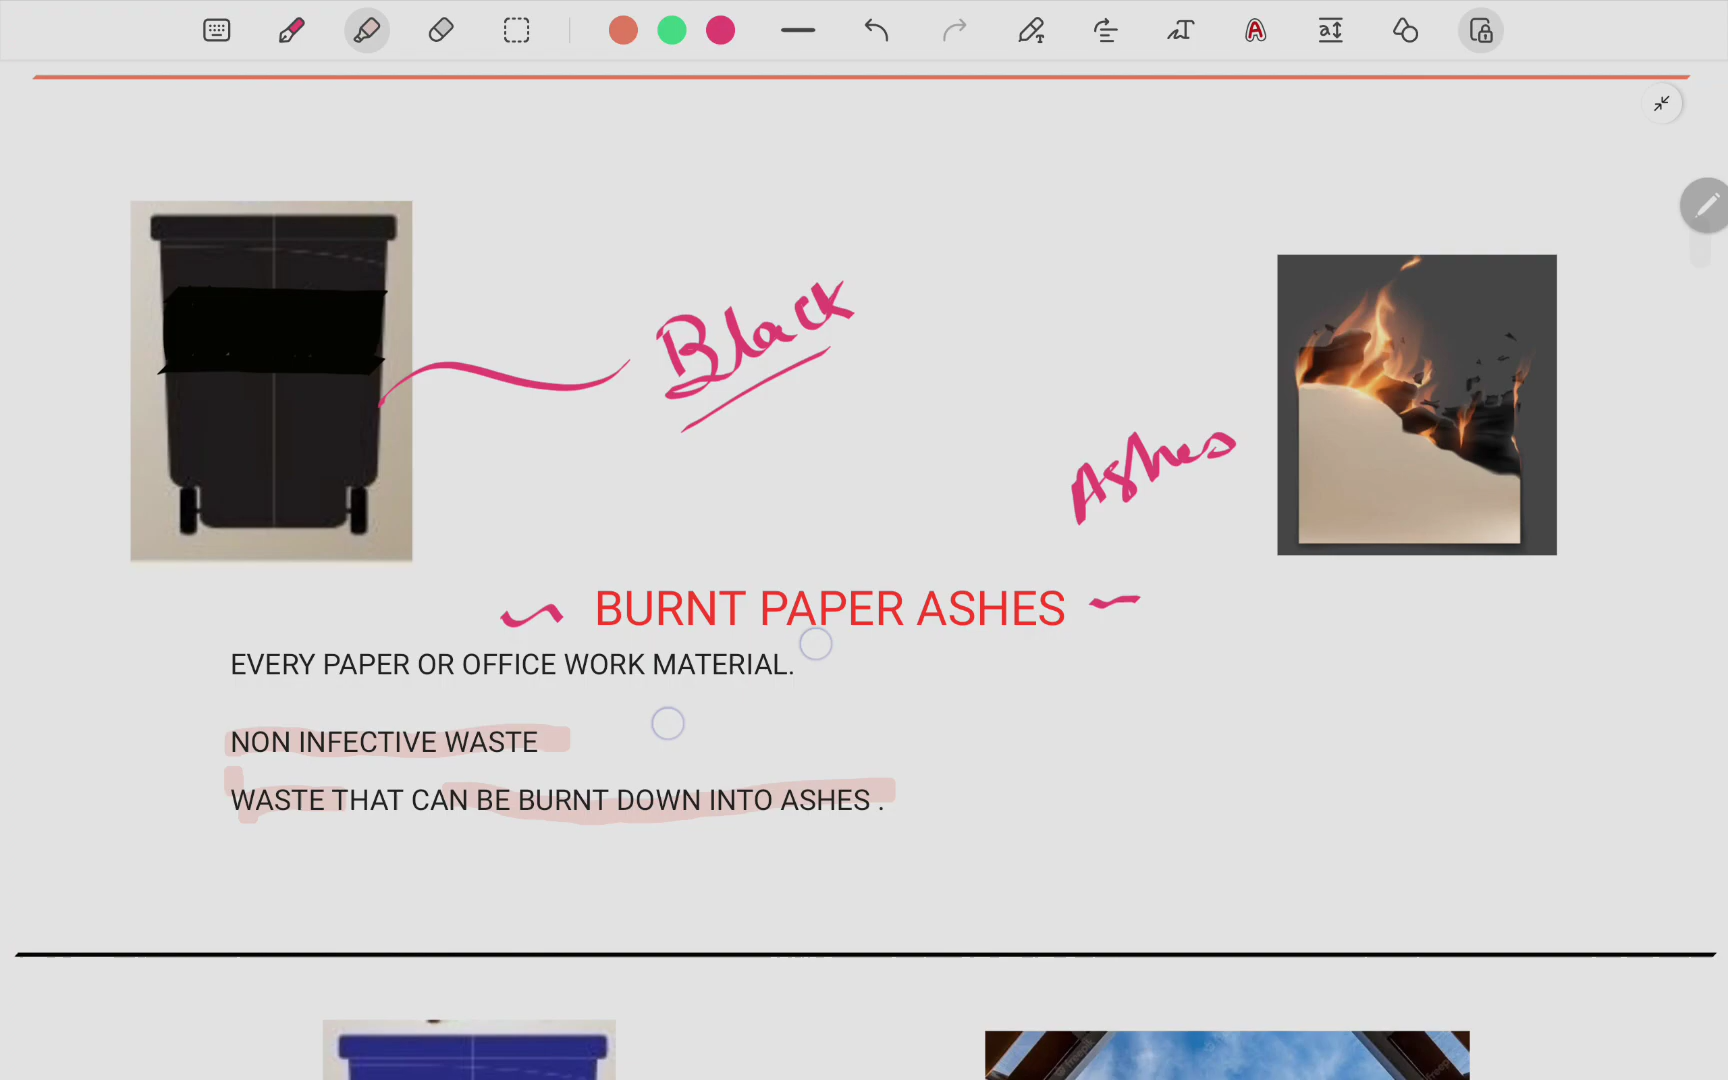 Black
Ashes
BURNT PAPER ASHES
EVERY PAPER OR OFFICE WORK MATERIAL.
NON INFECTIVE WASTE
WASTE THAT CAN BE BURNT DOWN INTO ASHES .